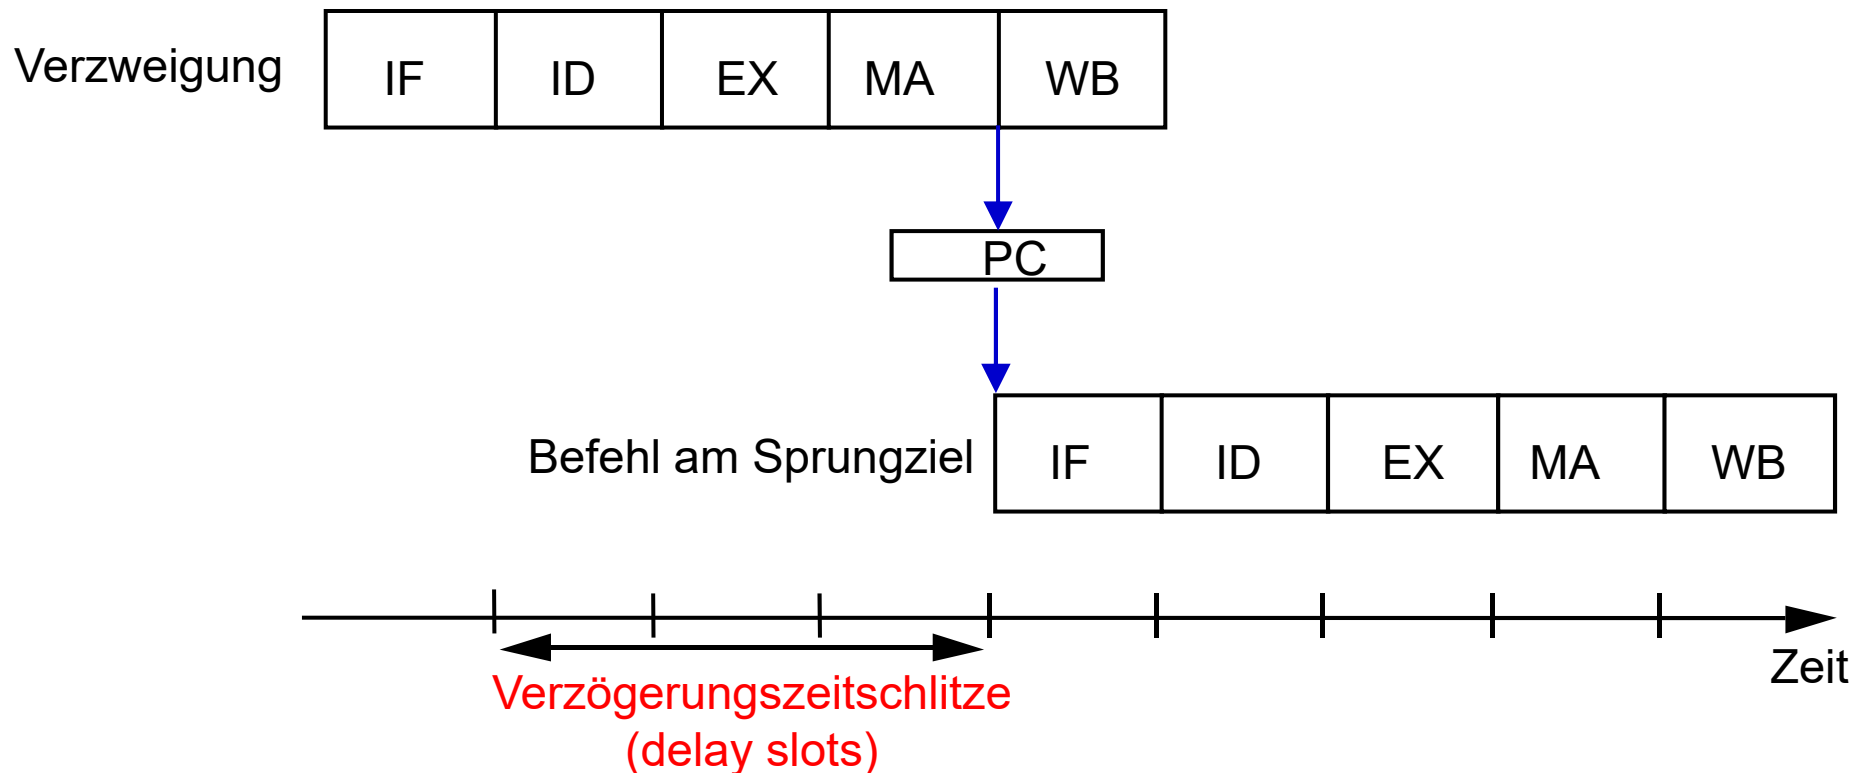 Verzweigung IF ID EX MA WB
PC
Befehl am Sprungziel IF ID EX MA WB
Zeit
Verzögerungszeitschlitze
(delay slots)